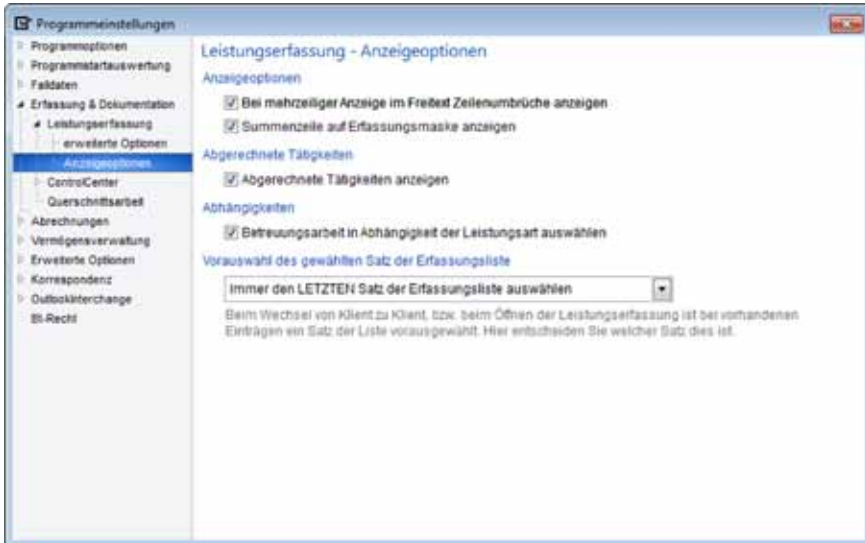 Programmeinstellungen
Programmoptionen
Programmstartauswertung
Falldaten
Erfassung & Dokumentation
Leistungserfassung
erweiterte Optionen
Anzeigeoptionen
ControlCenter
Querschnittsarbeit
Abrechnungen
Vermögensverwaltung
Erweiterte Optionen
Korrespondenz
OutlookInterchange
Bt-Recht
Leistungserfassung - Anzeigeoptionen
Anzeigeoptionen
Bei mehrzeiliger Anzeige im Freitext Zeilenumbrüche anzeigen
Summenzeile auf Erfassungsmaske anzeigen
Abgerechnete Tätigkeiten
Abgerechnete Tätigkeiten anzeigen
Abhängigkeiten
Betreuungsarbeit in Abhängigkeit der Leistungsart auswählen
Vorauswahl des gewählten Satz der Erfassungsliste
Immer den LETZTEN Satz der Erfassungsliste auswählen
Beim Wechsel von Klient zu Klient, bzw. beim Öffnen der Leistungserfassung ist bei vorhandenen
Einträgen ein Satz der Liste vorausgewählt. Hier entscheiden Sie welcher Satz dies ist.